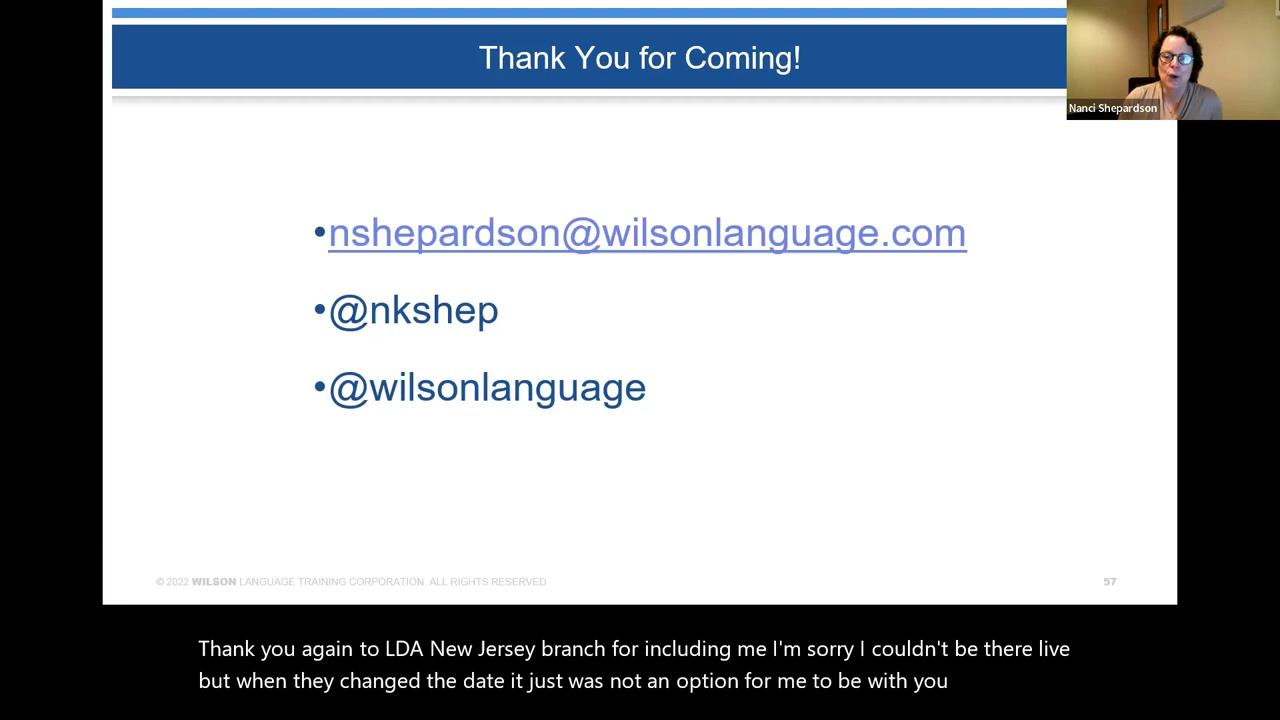 Thank You for Coming!
Nanci Shepardson
•nshepardson@wilsonlanguage.com
•@nkshep
•@wilsonlanguage
© 2022 WILSON LANGUAGE TRAINING CORPORATION. ALL RIGHTS RESERVED
57
Thank you again to LDA New Jersey branch for including me I'm sorry I couldn't be there live
but when they changed the date it just was not an option for me to be with you